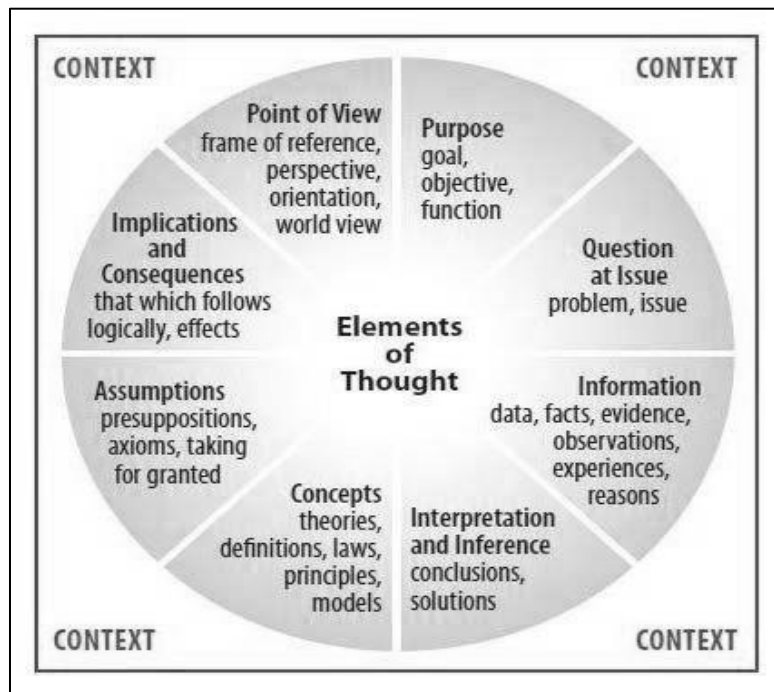 CONTEXT
CONTEXT
Point of View
frame of reference,
perspective,
orientation,
world view
Purpose
goal,
objective,
function
Question
at Issue
problem, issue
Information
data, facts, evidence,
observations,
experiences,
reasons
Interpretation
and Inference
conclusions,
solutions
Concepts
theories,
definitions, laws,
principles,
models
Assumptions
presuppositions,
axioms, taking
for granted
Implications
and
Consequences
that which follows
logically, effects
Elements
of
Thought
CONTEXT
CONTEXT